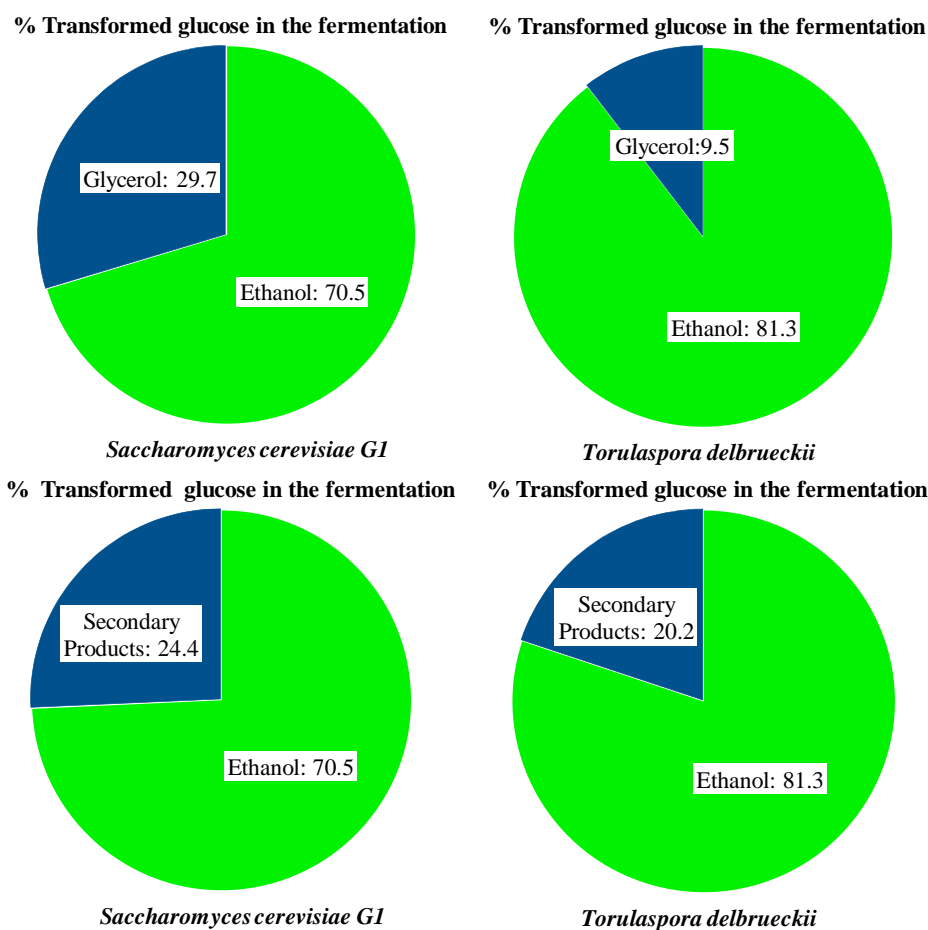 % Transformed glucose in the fermentation
Glycerol: 29.7
Ethanol: 70.5
Saccharomyces cerevisiae G1
% Transformed glucose in the fermentation
Glycerol:9.5
Ethanol: 81.3
Torulaspora delbrueckii
% Transformed glucose in the fermentation
Secondary
Products: 24.4
Ethanol: 70.5
Saccharomyces cerevisiae G1
% Transformed glucose in the fermentation
Secondary
Products: 20.2
Ethanol: 81.3
Torulaspora delbrueckii